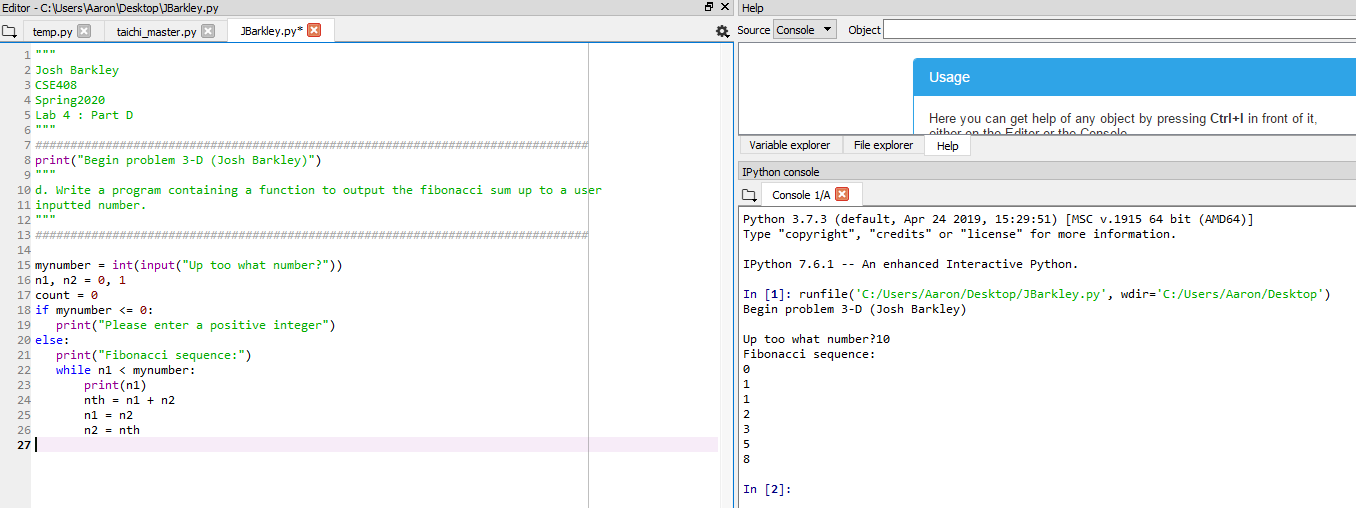 Editor - C:\Users\Aaron\Desktop\JBarkley.py
temp.py
taichi_master.py
JBarkley.py*
1 """
2 Josh Barkley
3 CSE408
4 Spring2020
5 Lab 4 : Part D
6 """
7 ###############################################################################
8 print("Begin problem 3-D (Josh Barkley)")
9 """
10 d. Write a program containing a function to output the fibonacci sum up to a user
11 inputted number.
12 """
13 ###############################################################################
14
15 mynumber = int(input("Up too what number?"))
16 n1, n2 = 0, 1
17 count = 0
18 if mynumber <= 0:
19    print("Please enter a positive integer")
20 else:
21    print("Fibonacci sequence:")
22    while n1 < mynumber:
23        print(n1)
24        nth = n1 + n2
25        n1 = n2
26        n2 = nth
27
Help
Source Console Object
Usage
Here you can get help of any object by pressing Ctrl+I in front of it,
either on the Editor or the Console.
Variable explorer File explorer Help
IPython console
Console 1/A
Python 3.7.3 (default, Apr 24 2019, 15:29:51) [MSC v.1915 64 bit (AMD64)]
Type "copyright", "credits" or "license" for more information.
IPython 7.6.1 -- An enhanced Interactive Python.
In [1]: runfile('C:/Users/Aaron/Desktop/JBarkley.py', wdir='C:/Users/Aaron/Desktop')
Begin problem 3-D (Josh Barkley)
Up too what number?10
Fibonacci sequence:
0
1
1
2
3
5
8
In [2]: